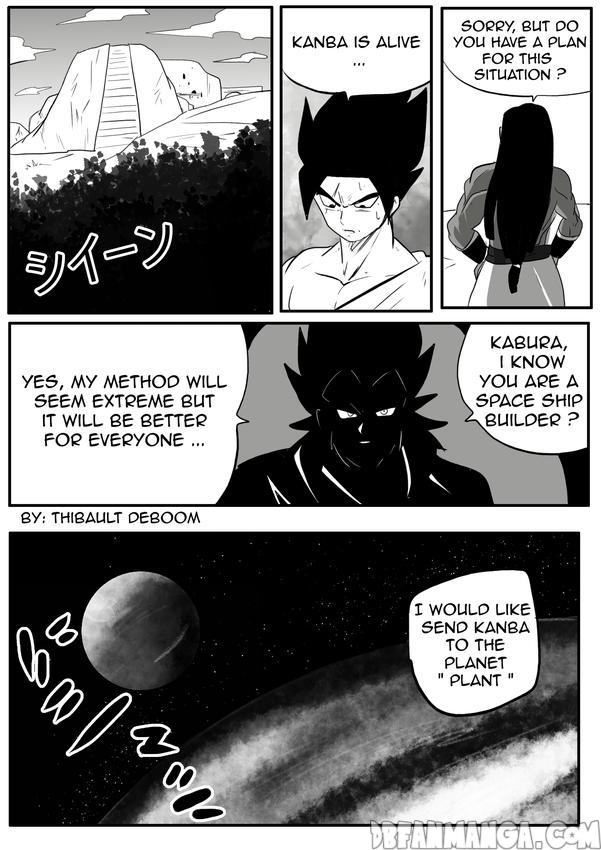 KANBA IS ALIVE
...
SORRY, BUT DO
YOU HAVE A PLAN
FOR THIS
SITUATION ?
シイーン
YES, MY METHOD WILL
SEEM EXTREME BUT
IT WILL BE BETTER
FOR EVERYONE ...
KABURA,
I KNOW
YOU ARE A
SPACE SHIP
BUILDER ?
BY: THIBAULT DEBOOM
I WOULD LIKE
SEND KANBA
TO THE
PLANET
" PLANT "
DBFANMANGA.COM